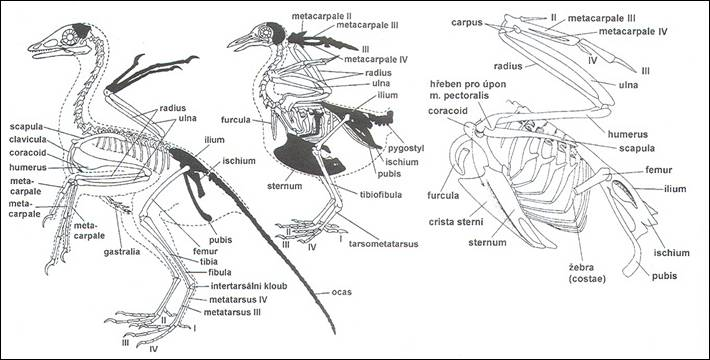 scapula
clavicula
coracoid
humerus
meta-
carpale
meta-
carpale
meta-
carpale
gastralia
radius
ulna
ilium
ischium
pubis
femur
tibia
fibula
intertarsální kloub
metatarsus IV
metatarsus III
ocas
I
II
III
IV
metacarpale II
metacarpale III
III
metacarpale IV
radius
ulna
ilium
furcula
pygostyl
ischium
pubis
sternum
tibiofibula
tarsometatarsus
II
III
IV
I
carpus
II
metacarpale III
metacarpale IV
IV
III
radius
ulna
hřeben pro úpon
m. pectoralis
coracoid
humerus
scapula
femur
ilium
furcula
crista sterni
sternum
ischium
žebra
(costae)
pubis